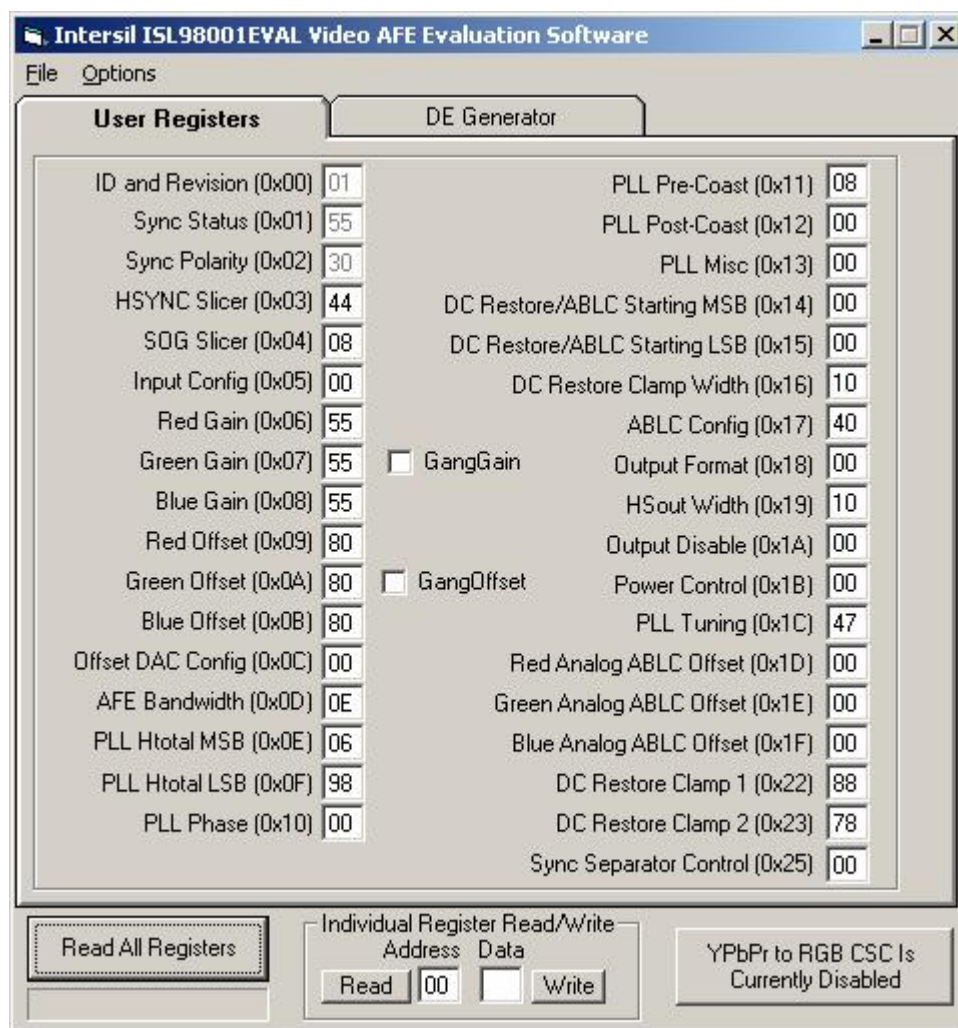 Intersil ISL98001EVAL Video AFE Evaluation Software
File Options
User Registers
DE Generator
ID and Revision (0x00) 01
Sync Status (0x01) 55
Sync Polarity (0x02) 30
HSYNC Slicer (0x03) 44
SOG Slicer (0x04) 08
Input Config (0x05) 00
Red Gain (0x06) 55
Green Gain (0x07) 55
GangGain
Blue Gain (0x08) 55
Red Offset (0x09) 80
Green Offset (0x0A) 80
GangOffset
Blue Offset (0x0B) 80
Offset DAC Config (0x0C) 00
AFE Bandwidth (0x0D) 0E
PLL Htotal MSB (0x0E) 06
PLL Htotal LSB (0x0F) 98
PLL Phase (0x10) 00
PLL Pre-Coast (0x11) 08
PLL Post-Coast (0x12) 00
PLL Misc (0x13) 00
DC Restore/ABLC Starting MSB (0x14) 00
DC Restore/ABLC Starting LSB (0x15) 00
DC Restore Clamp Width (0x16) 10
ABLC Config (0x17) 40
Output Format (0x18) 00
HSout Width (0x19) 10
Output Disable (0x1A) 00
Power Control (0x1B) 00
PLL Tuning (0x1C) 47
Red Analog ABLC Offset (0x1D) 00
Green Analog ABLC Offset (0x1E) 00
Blue Analog ABLC Offset (0x1F) 00
DC Restore Clamp 1 (0x22) 88
DC Restore Clamp 2 (0x23) 78
Sync Separator Control (0x25) 00
Read All Registers
Individual Register Read/Write
Address Data
Read 00 Write
YPbPr to RGB CSC Is
Currently Disabled